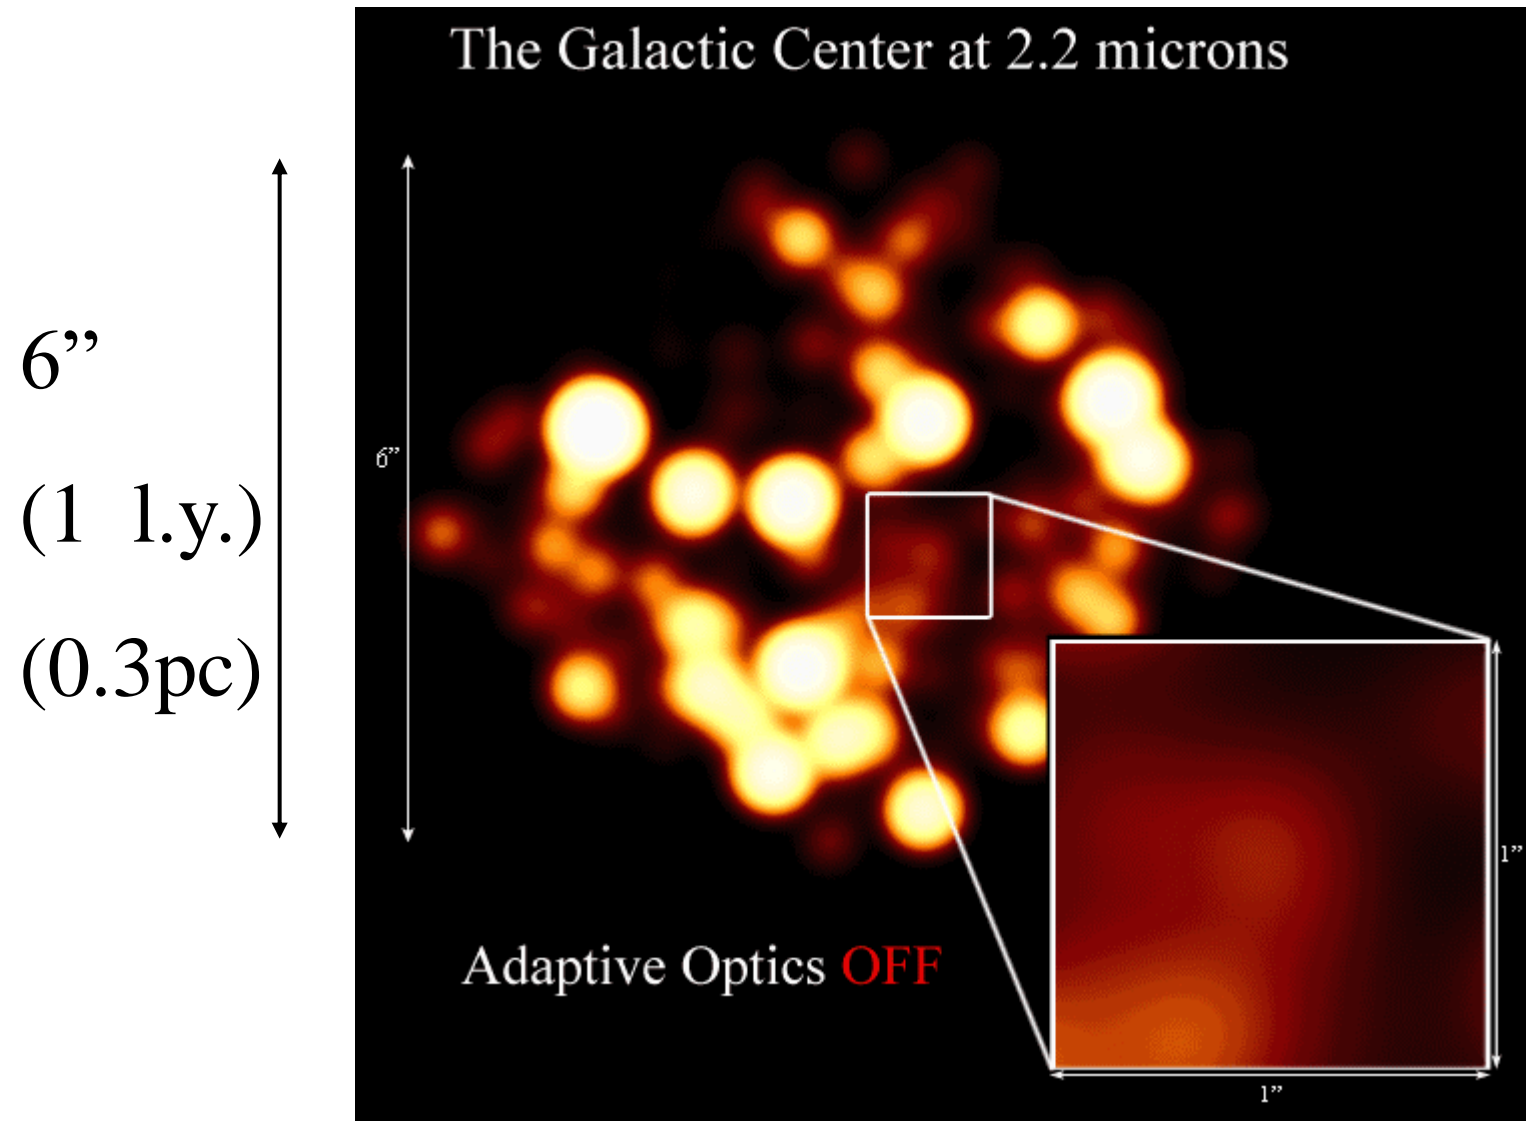 The Galactic Center at 2.2 microns
6”
(1 l.y.)
(0.3pc)
6”
1”
Adaptive Optics OFF
1”